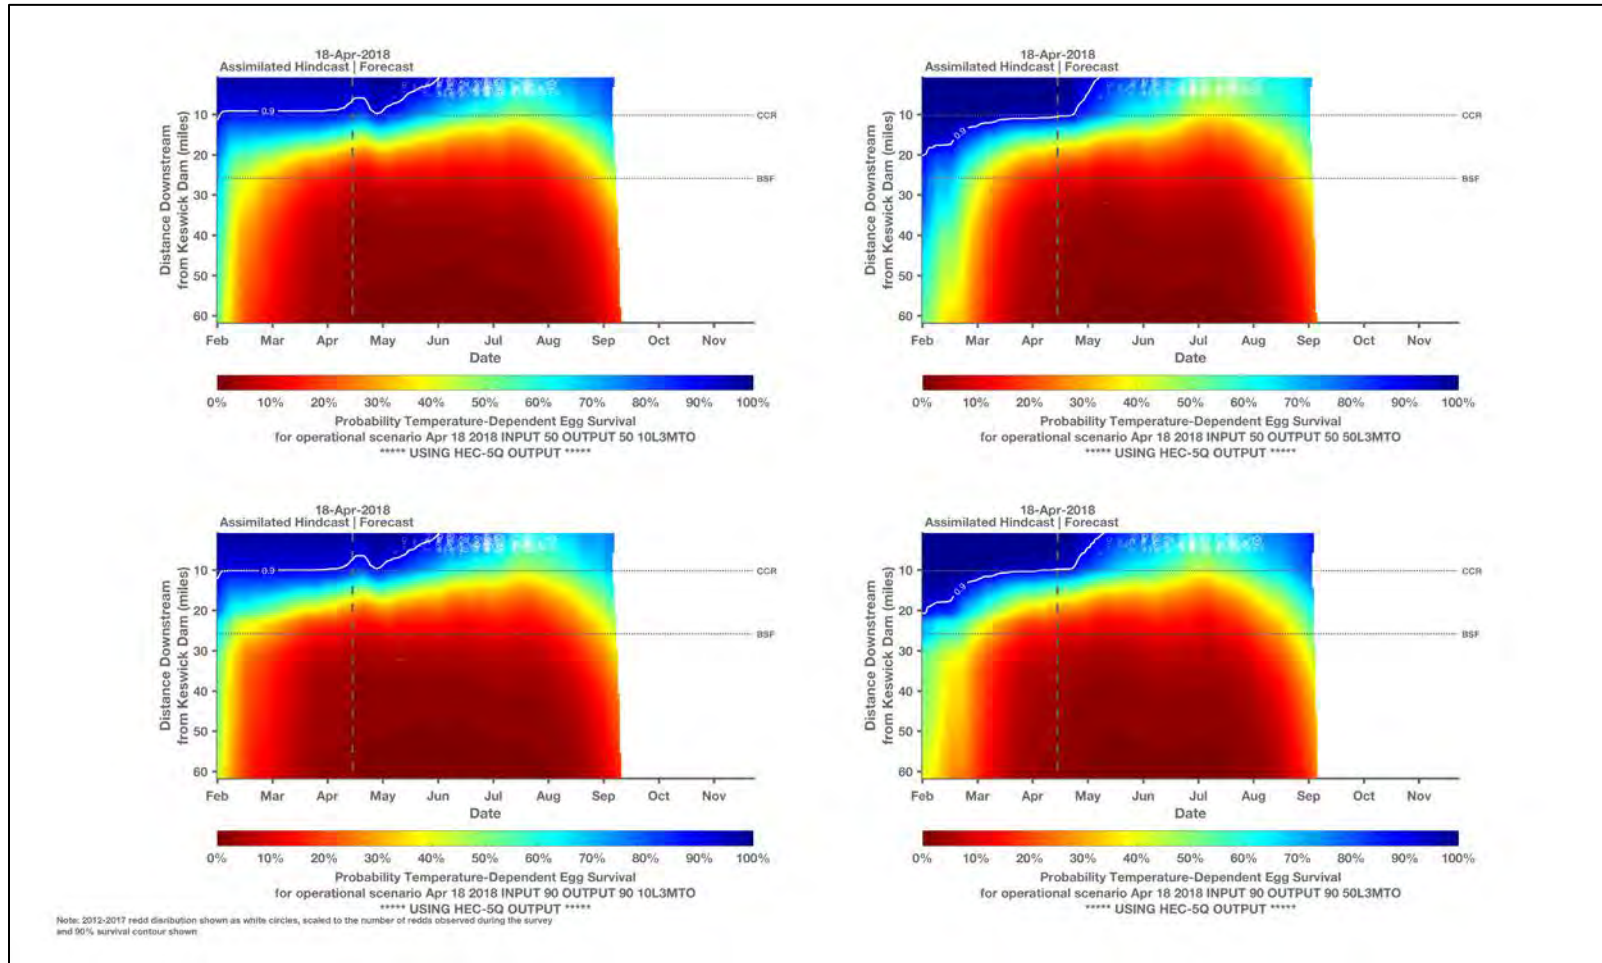 18-Apr-2018
Assimilated Hindcast | Forecast
0.9
CCR
BSF
Distance Downstream
from Keswick Dam (miles)
10
20
30
40
50
60
Feb Mar Apr May Jun Jul Aug Sep Oct Nov
Date
0% 10% 20% 30% 40% 50% 60% 70% 80% 90% 100%
Probability Temperature-Dependent Egg Survival
for operational scenario Apr 18 2018 INPUT 50 OUTPUT 50 10L3MTO
***** USING HEC-5Q OUTPUT *****
18-Apr-2018
Assimilated Hindcast | Forecast
0.9
CCR
BSF
Distance Downstream
from Keswick Dam (miles)
10
20
30
40
50
60
Feb Mar Apr May Jun Jul Aug Sep Oct Nov
Date
0% 10% 20% 30% 40% 50% 60% 70% 80% 90% 100%
Probability Temperature-Dependent Egg Survival
for operational scenario Apr 18 2018 INPUT 50 OUTPUT 50 50L3MTO
***** USING HEC-5Q OUTPUT *****
18-Apr-2018
Assimilated Hindcast | Forecast
0.9
CCR
BSF
Distance Downstream
from Keswick Dam (miles)
10
20
30
40
50
60
Feb Mar Apr May Jun Jul Aug Sep Oct Nov
Date
0% 10% 20% 30% 40% 50% 60% 70% 80% 90% 100%
Probability Temperature-Dependent Egg Survival
for operational scenario Apr 18 2018 INPUT 90 OUTPUT 90 10L3MTO
***** USING HEC-5Q OUTPUT *****
18-Apr-2018
Assimilated Hindcast | Forecast
0.9
CCR
BSF
Distance Downstream
from Keswick Dam (miles)
10
20
30
40
50
60
Feb Mar Apr May Jun Jul Aug Sep Oct Nov
Date
0% 10% 20% 30% 40% 50% 60% 70% 80% 90% 100%
Probability Temperature-Dependent Egg Survival
for operational scenario Apr 18 2018 INPUT 90 OUTPUT 90 50L3MTO
***** USING HEC-5Q OUTPUT *****
Note: 2012-2017 redd disribution shown as white circles, scaled to the number of redds observed during the survey
and 90% survival contour shown